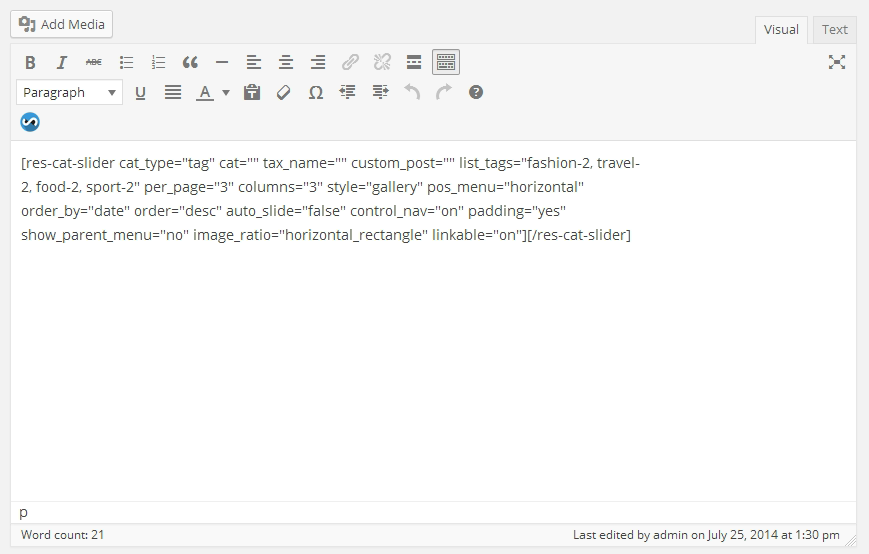 Add Media
Visual Text
B I ABC
Paragraph U A Ω ?
[res-cat-slider cat_type="tag" cat="" tax_name="" custom_post="" list_tags="fashion-2, travel-
2, food-2, sport-2" per_page="3" columns="3" style="gallery" pos_menu="horizontal"
order_by="date" order="desc" auto_slide="false" control_nav="on" padding="yes"
show_parent_menu="no" image_ratio="horizontal_rectangle" linkable="on"][/res-cat-slider]
p
Word count: 21 Last edited by admin on July 25, 2014 at 1:30 pm